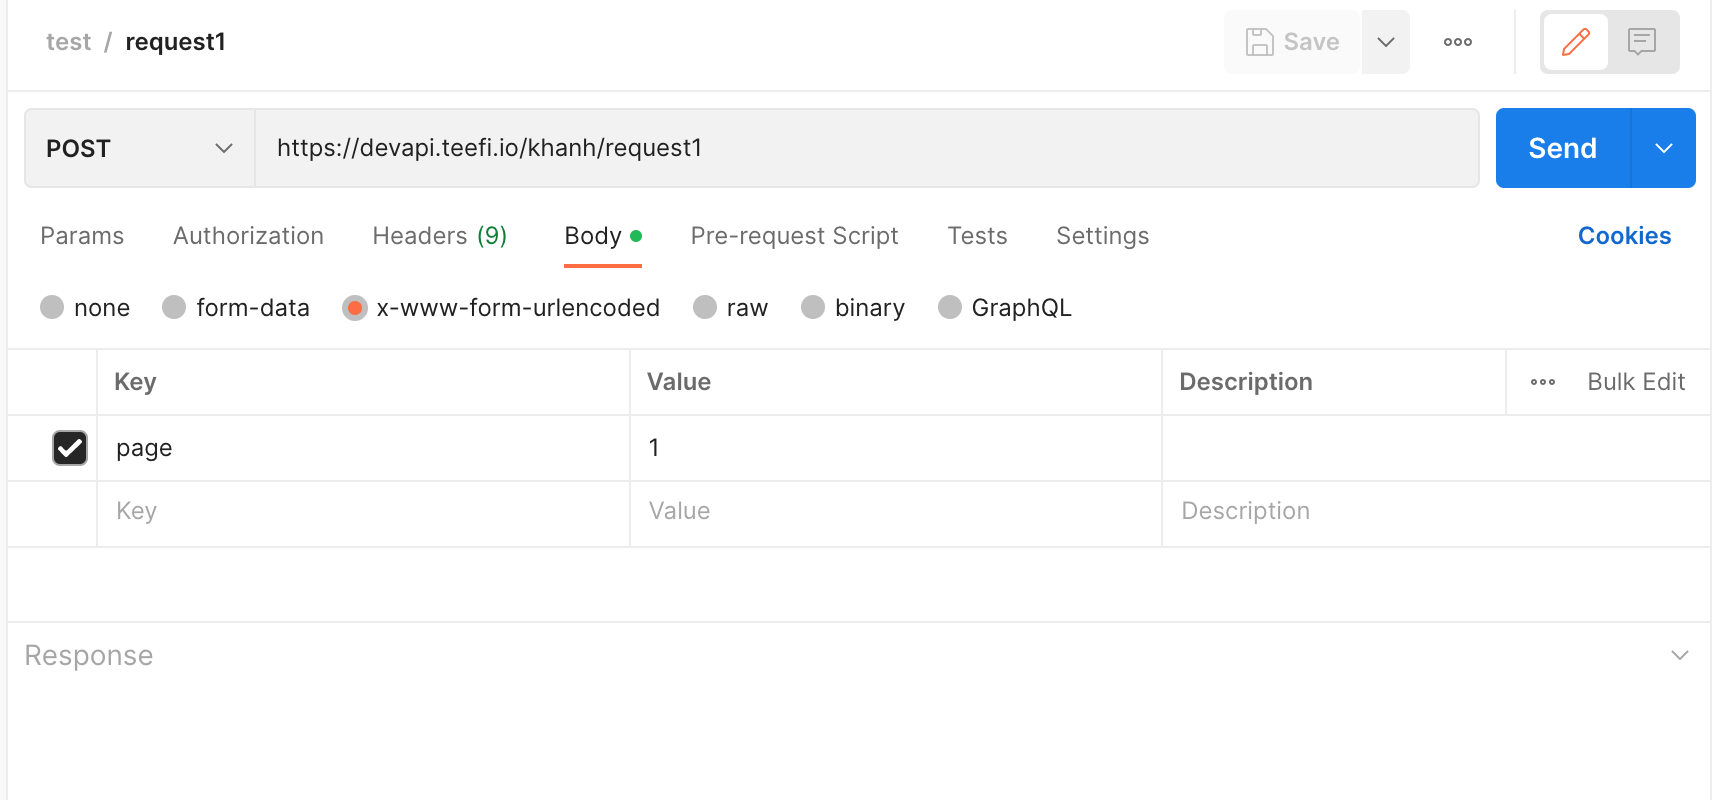 test / request1
Save
POST
https://devapi.teefi.io/khanh/request1
Send
Params Authorization Headers (9) Body Pre-request Script Tests Settings Cookies
none form-data x-www-form-urlencoded raw binary GraphQL
Key Value Description Bulk Edit
page 1
Key Value Description
Response